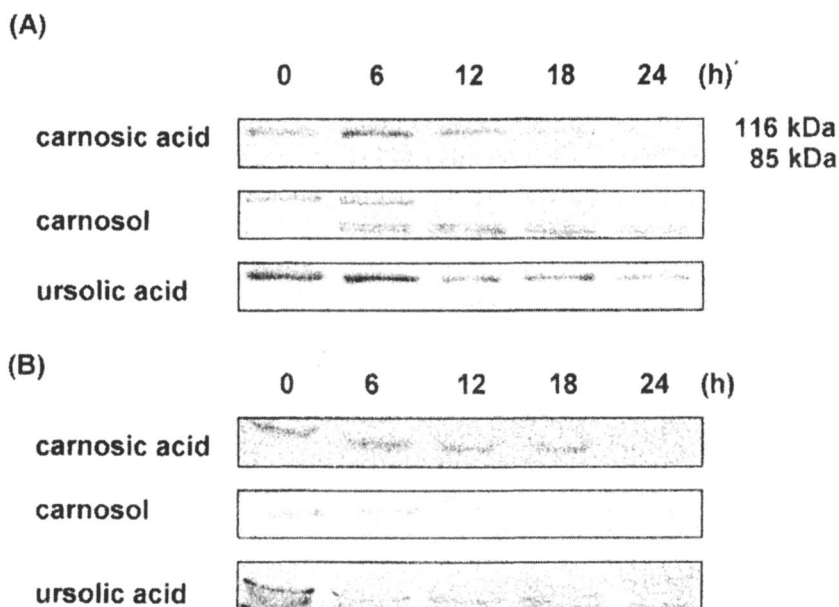 (A)
0 6 12 18 24 (h)
carnosic acid 116 kDa
85 kDa
carnosol
ursolic acid
(B)
0 6 12 18 24 (h)
carnosic acid
carnosol
ursolic acid